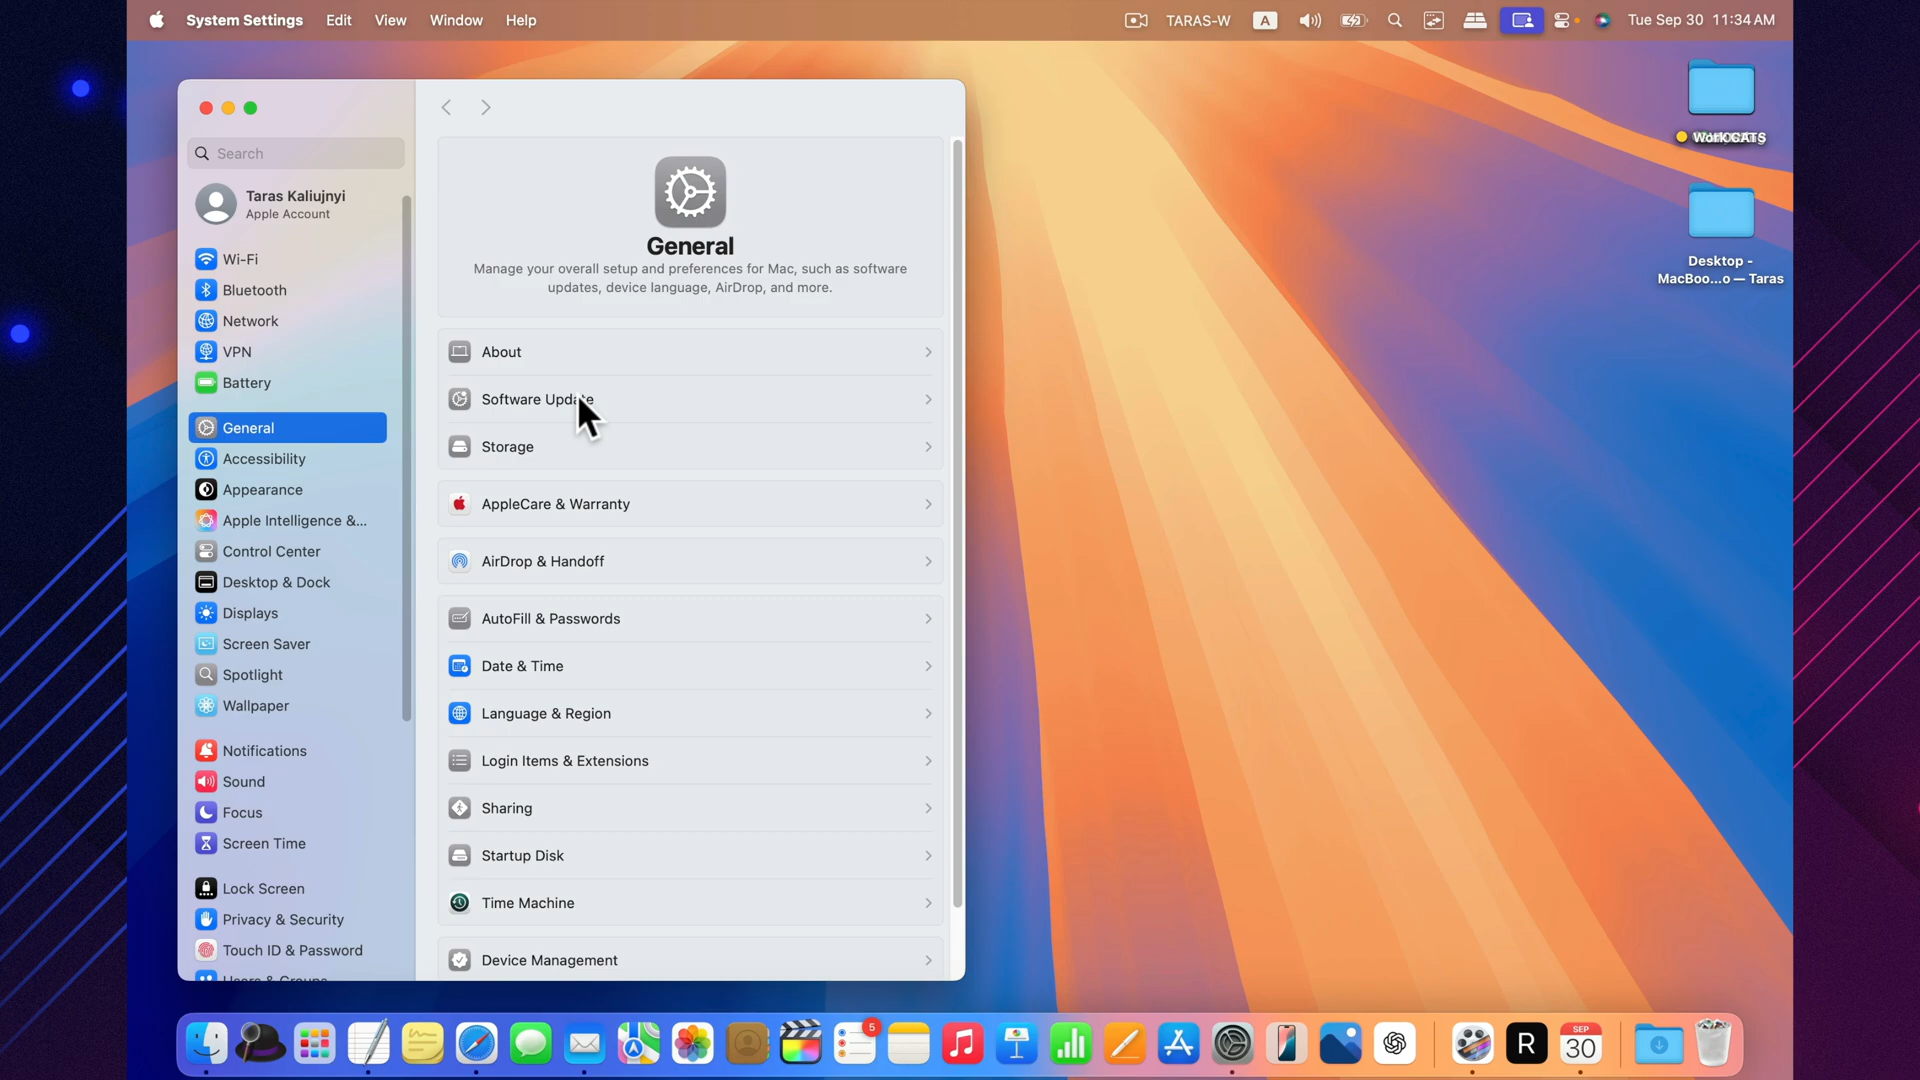 System Settings Edit View Window Help
TARAS-W A Tue Sep 30 11:34 AM
Search
Taras Kaliujnyi
Apple Account
Wi-Fi
Bluetooth
Network
VPN
Battery
General
Accessibility
Appearance
Apple Intelligence &...
Control Center
Desktop & Dock
Displays
Screen Saver
Spotlight
Wallpaper
Notifications
Sound
Focus
Screen Time
Lock Screen
Privacy & Security
Touch ID & Password
Users & Groups
General
Manage your overall setup and preferences for Mac, such as software
updates, device language, AirDrop, and more.
About
Software Update
Storage
AppleCare & Warranty
AirDrop & Handoff
AutoFill & Passwords
Date & Time
Language & Region
Login Items & Extensions
Sharing
Startup Disk
Time Machine
Device Management
Desktop -
MacBoo...o — Taras
5
R
SEP
30